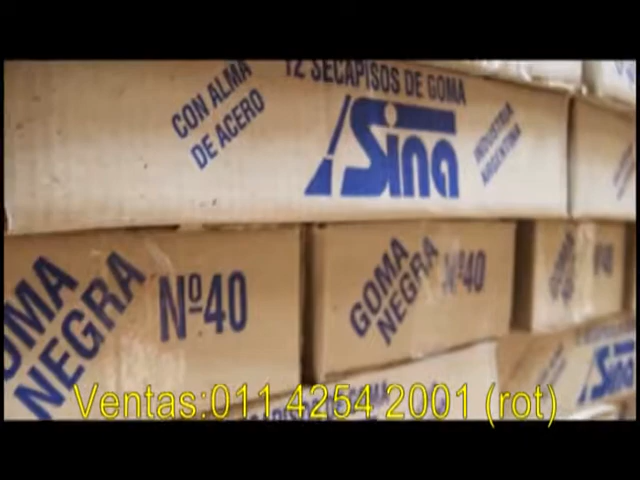 12 SECAPISOS DE GOMA
CON ALMA
DE ACERO
Sina
INDUSTRIA
ARGENTINA
GOMA
NEGRA
Nº40
GOMA
NEGRA
Nº40
Sina
Ventas:011 4254 2001 (rot)